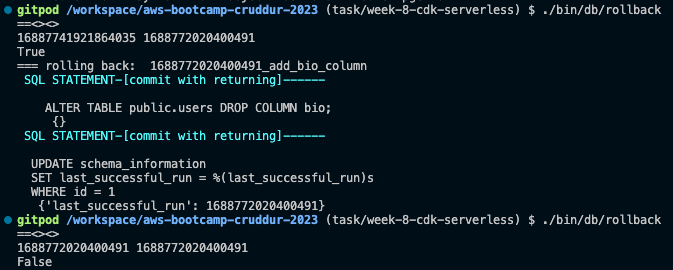 gitpod /workspace/aws-bootcamp-cruddur-2023 (task/week-8-cdk-serverless) $ ./bin/db/rollback
==<><>
16887741921864035 1688772020400491
True
=== rolling back:  1688772020400491_add_bio_column
SQL STATEMENT-[commit with returning]------
ALTER TABLE public.users DROP COLUMN bio;
{}
SQL STATEMENT-[commit with returning]------
UPDATE schema_information
SET last_successful_run = %(last_successful_run)s
WHERE id = 1
{'last_successful_run': 1688772020400491}
gitpod /workspace/aws-bootcamp-cruddur-2023 (task/week-8-cdk-serverless) $ ./bin/db/rollback
==<><>
1688772020400491 1688772020400491
False